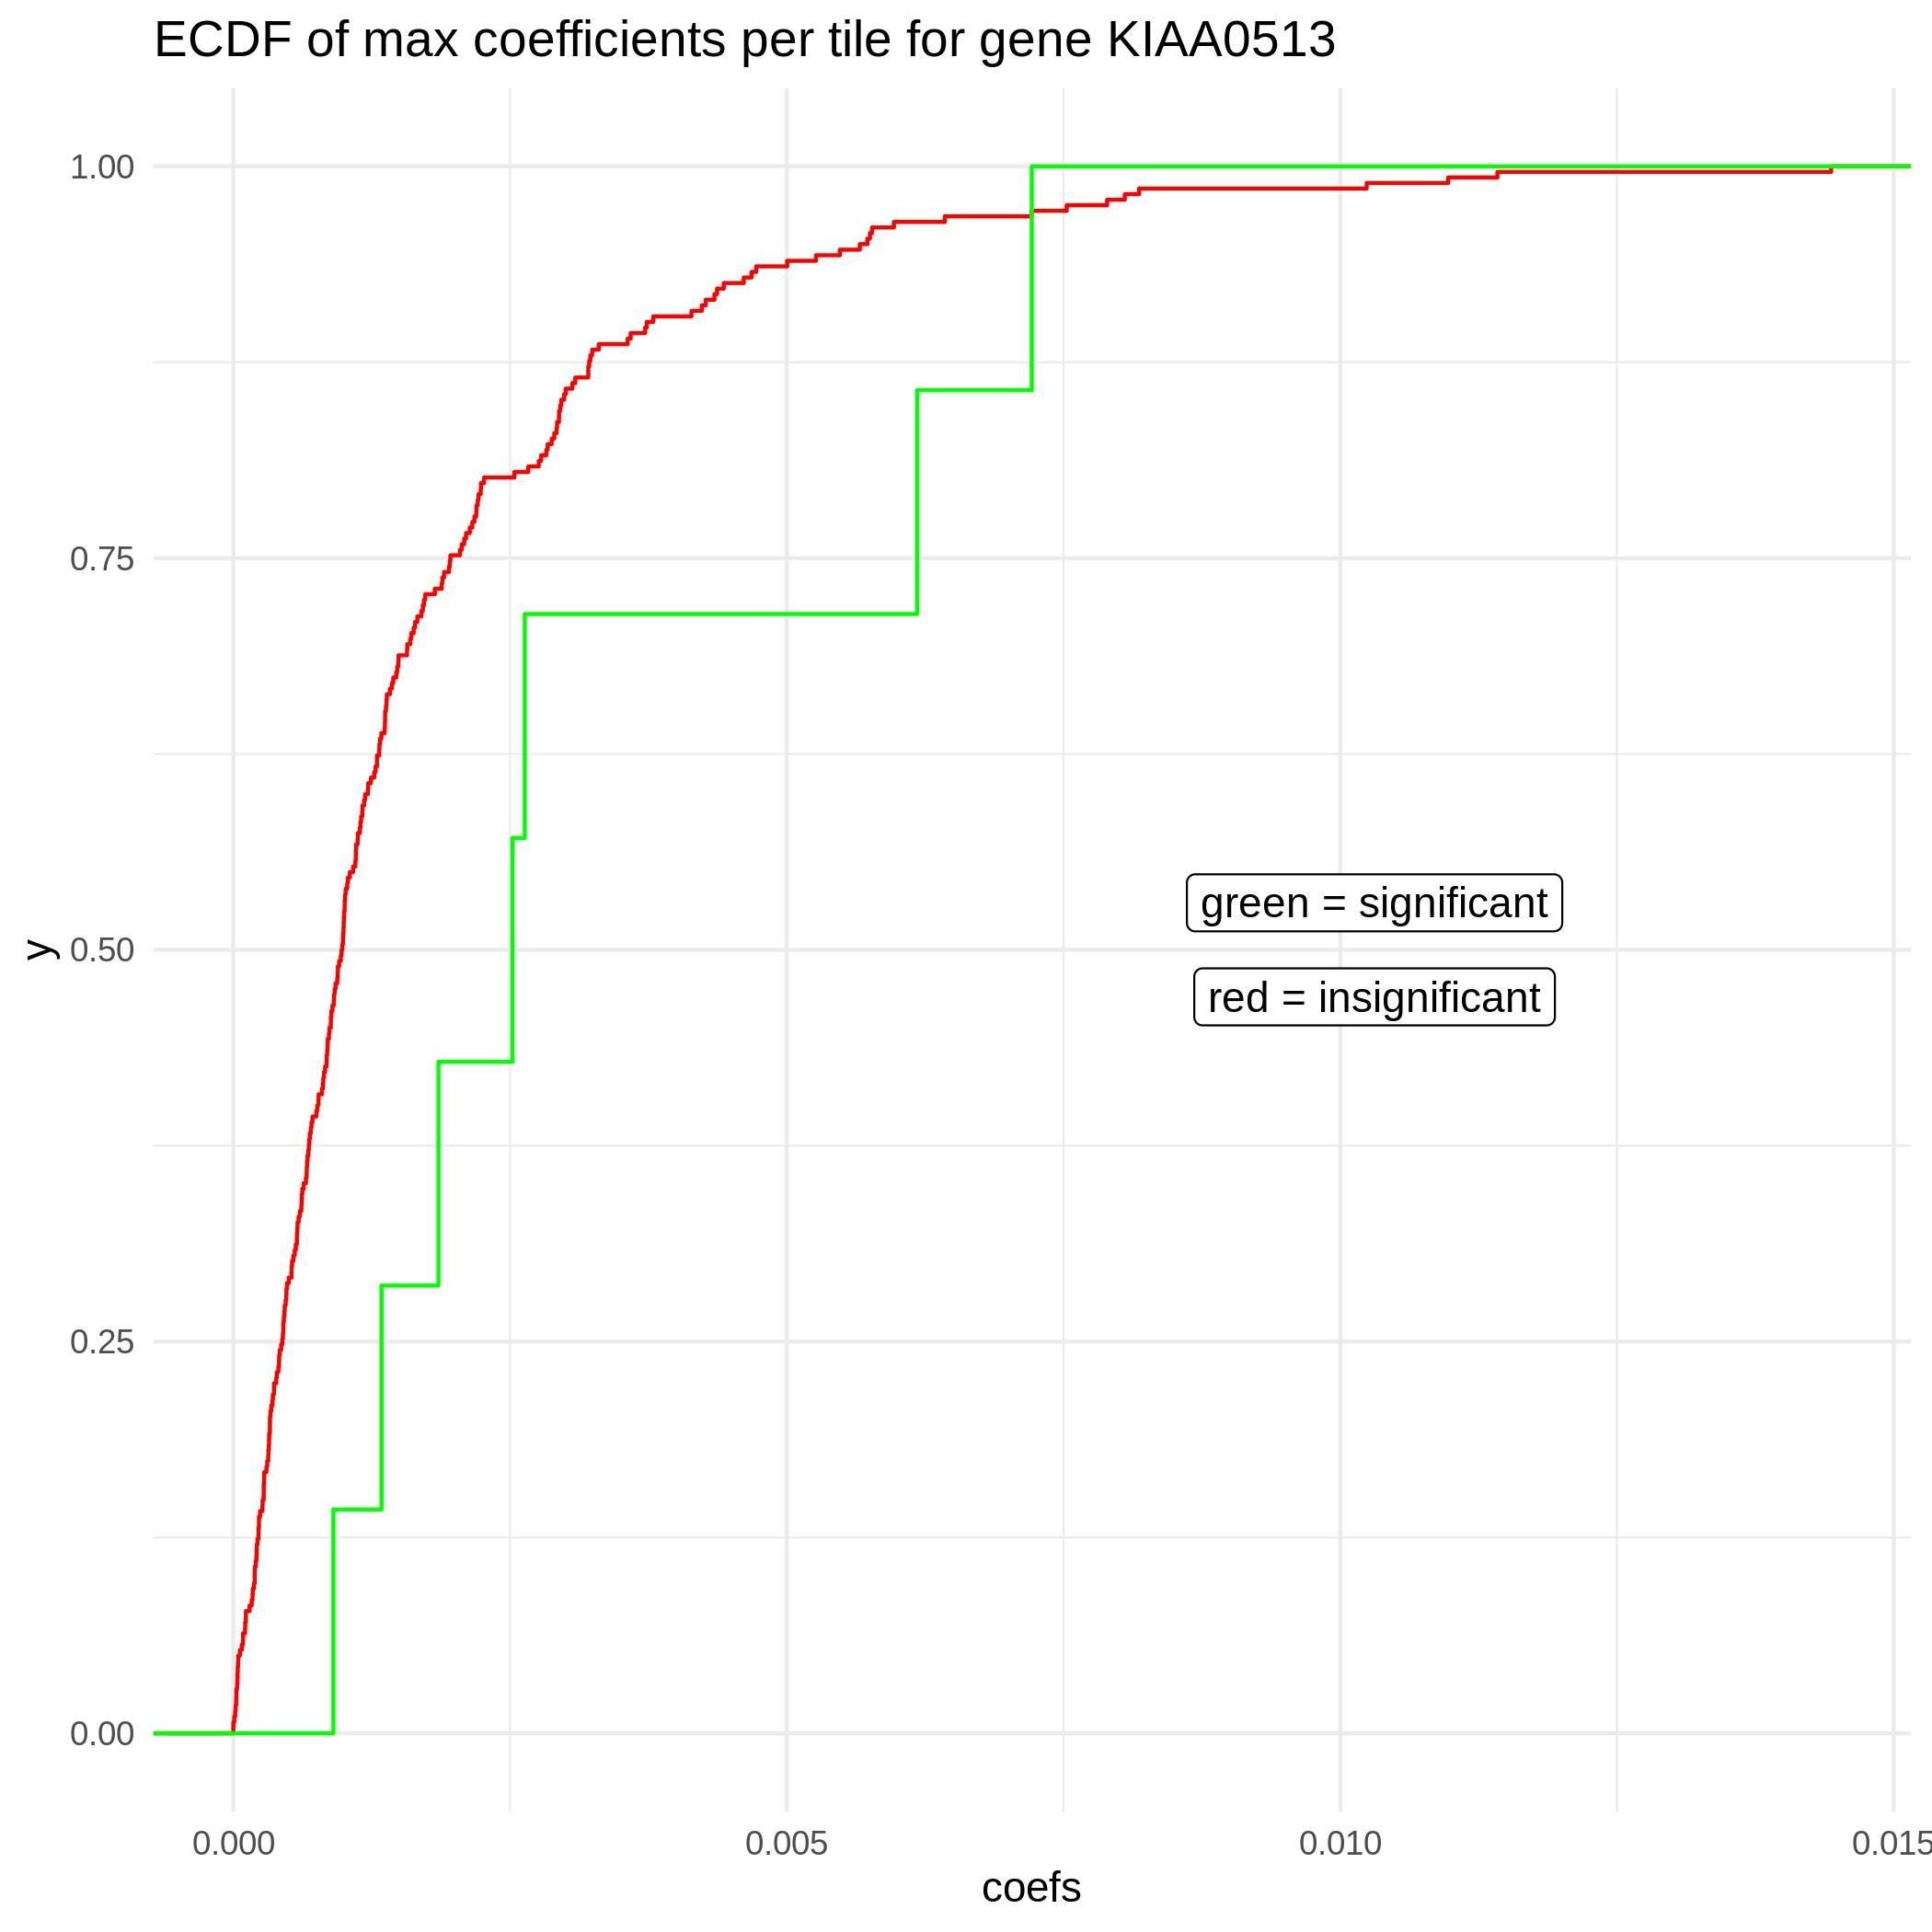 ECDF of max coefficients per tile for gene KIAA0513
1.00
0.75
0.50
0.25
0.00
y
green = significant
red = insignificant
0.000
0.005
0.010
0.015
coefs